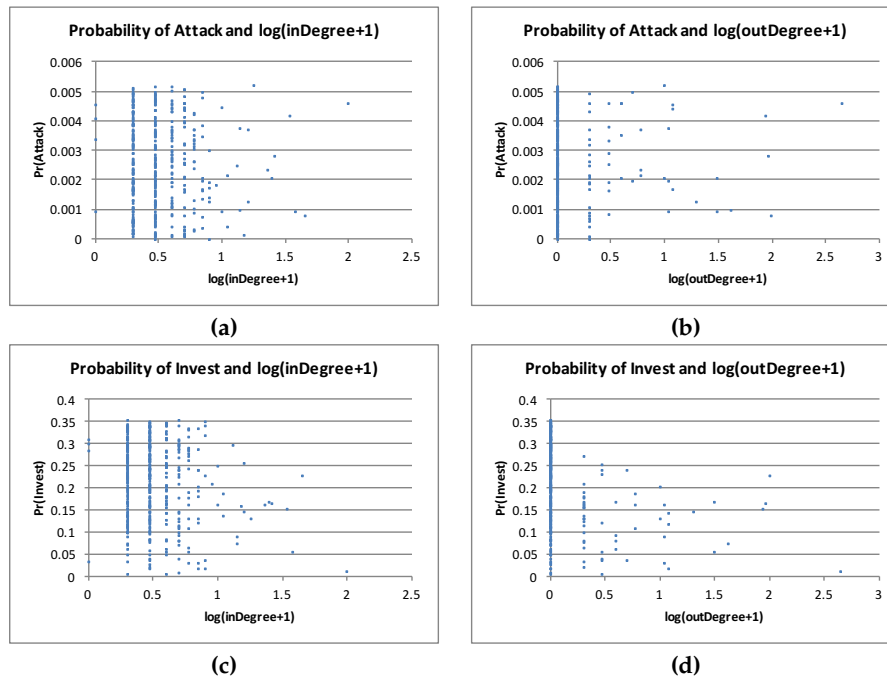 Probability of Attack and log(inDegree+1)
Pr(Attack)
0.006
0.005
0.004
0.003
0.002
0.001
0
0 0.5 1 1.5 2 2.5
log(inDegree+1)
(a)
Probability of Attack and log(outDegree+1)
Pr(Attack)
0.006
0.005
0.004
0.003
0.002
0.001
0
0 0.5 1 1.5 2 2.5 3
log(outDegree+1)
(b)
Probability of Invest and log(inDegree+1)
Pr(Invest)
0.4
0.35
0.3
0.25
0.2
0.15
0.1
0.05
0
0 0.5 1 1.5 2 2.5
log(inDegree+1)
(c)
Probability of Invest and log(outDegree+1)
Pr(Invest)
0.4
0.35
0.3
0.25
0.2
0.15
0.1
0.05
0
0 0.5 1 1.5 2 2.5 3
log(outDegree+1)
(d)